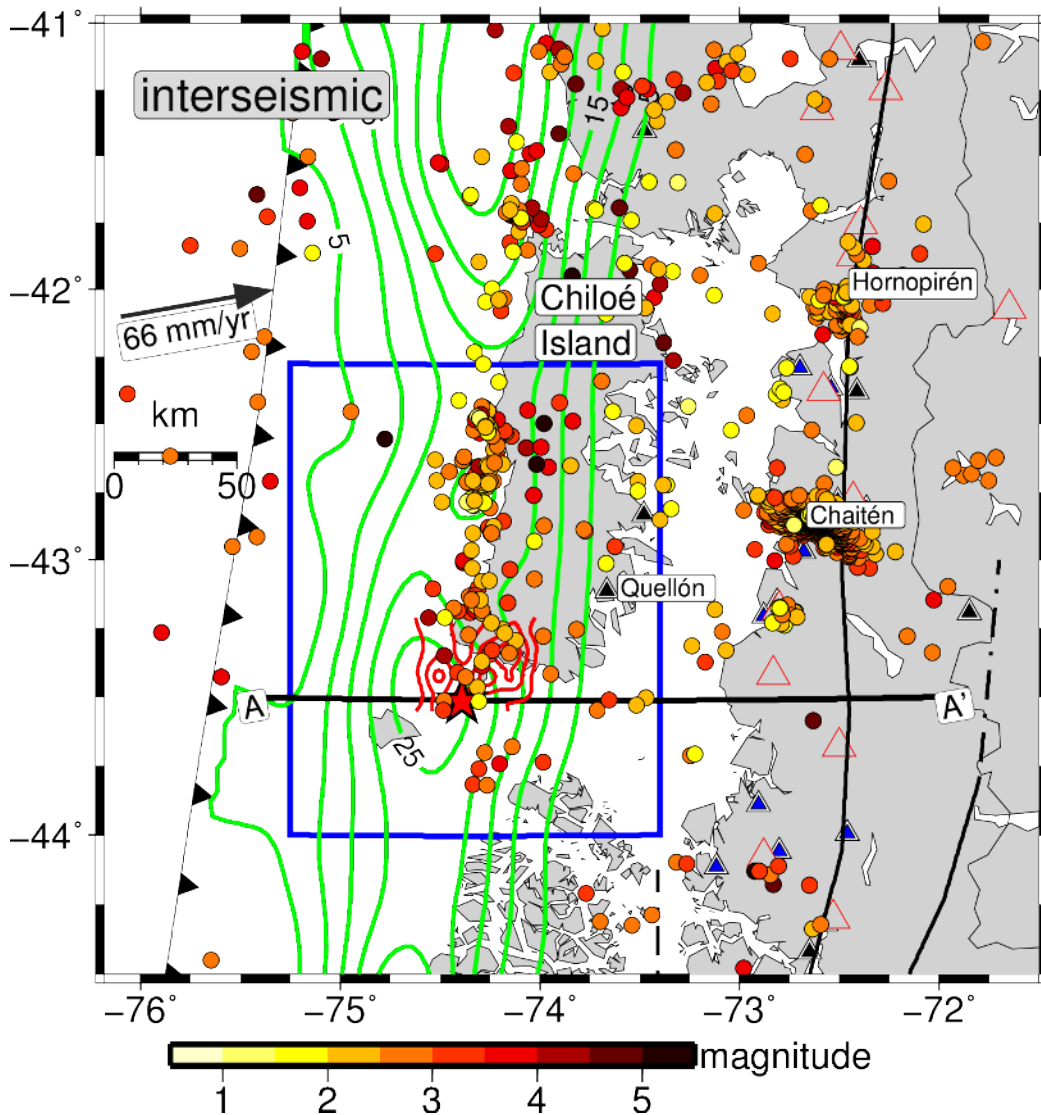 −41°
interseismic
15
5
−42°
Hornopirén
Chiloé
Island
66 mm/yr
km
0 50
Chaitén
−43°
Quellón
A
A’
25
−44°
−76° −75° −74° −73° −72°
magnitude
1 2 3 4 5